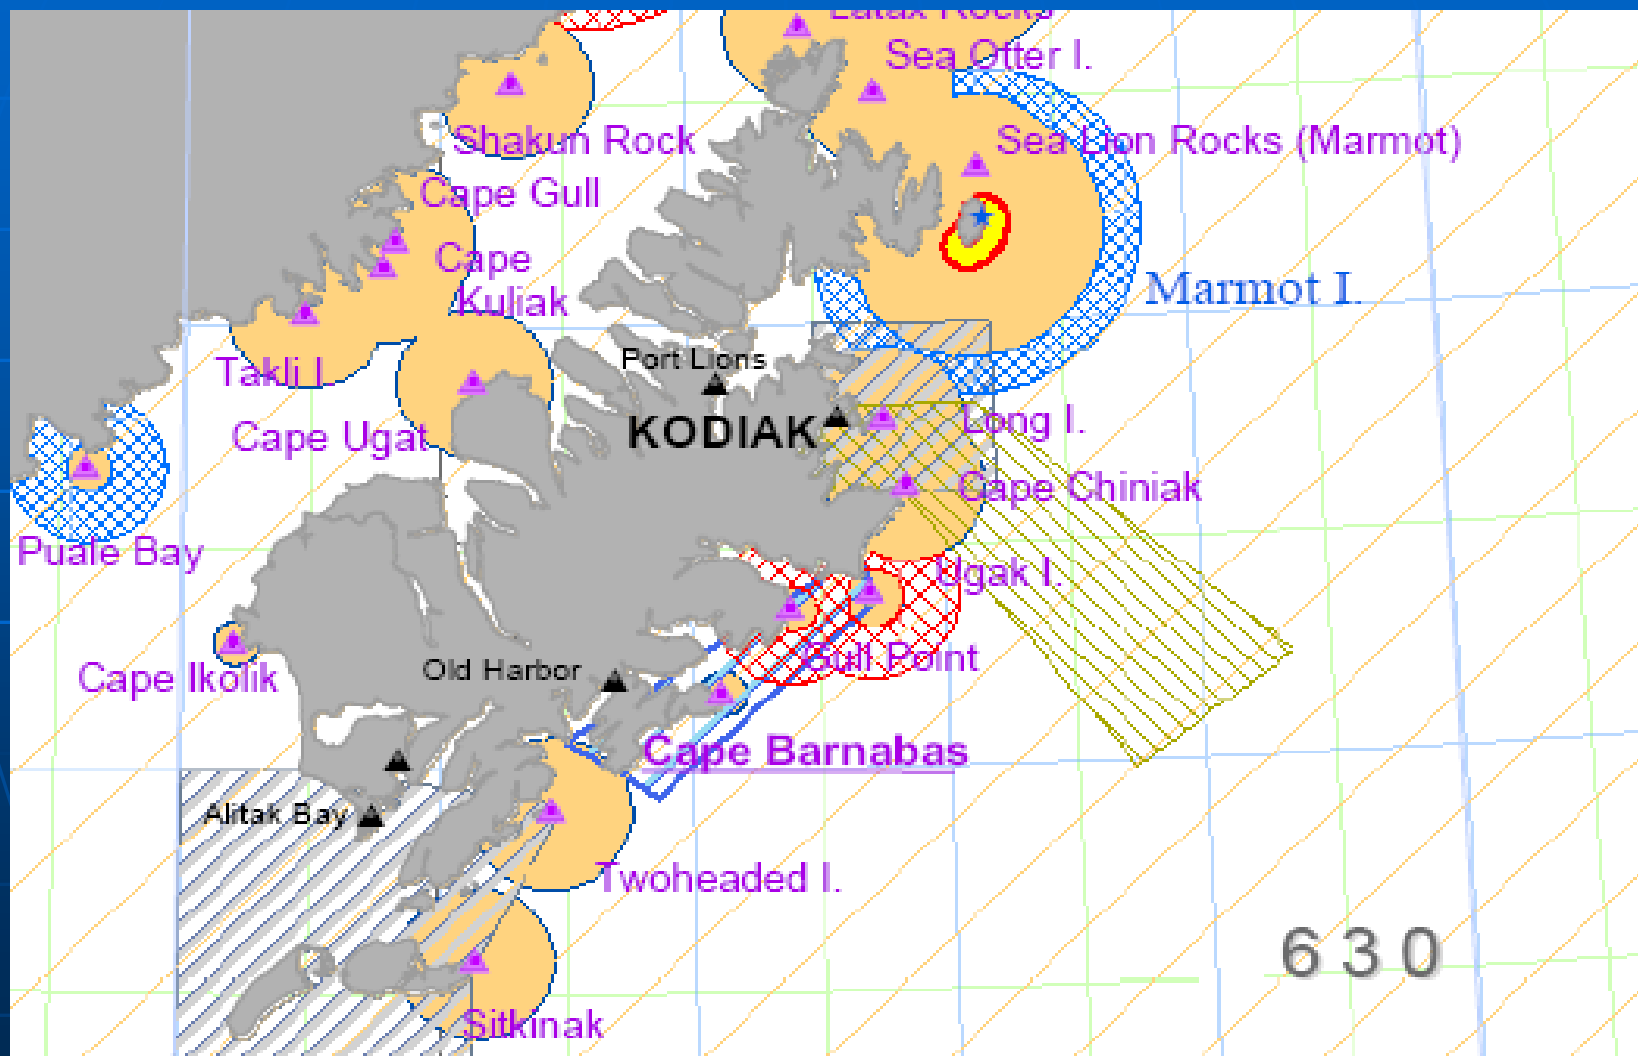 Latax Rocks
Sea Otter I.
Shakun Rock
Sea Lion Rocks (Marmot)
Cape Gull
Cape
Kuliak
Marmot I.
Takli I.
Port Lions
KODIAK
Long I.
Cape Ugat
Cape Chiniak
Puale Bay
Ugak I.
Gull Point
Old Harbor
Cape Ikolik
Cape Barnabas
Alitak Bay
Twoheaded I.
630
Sitkinak